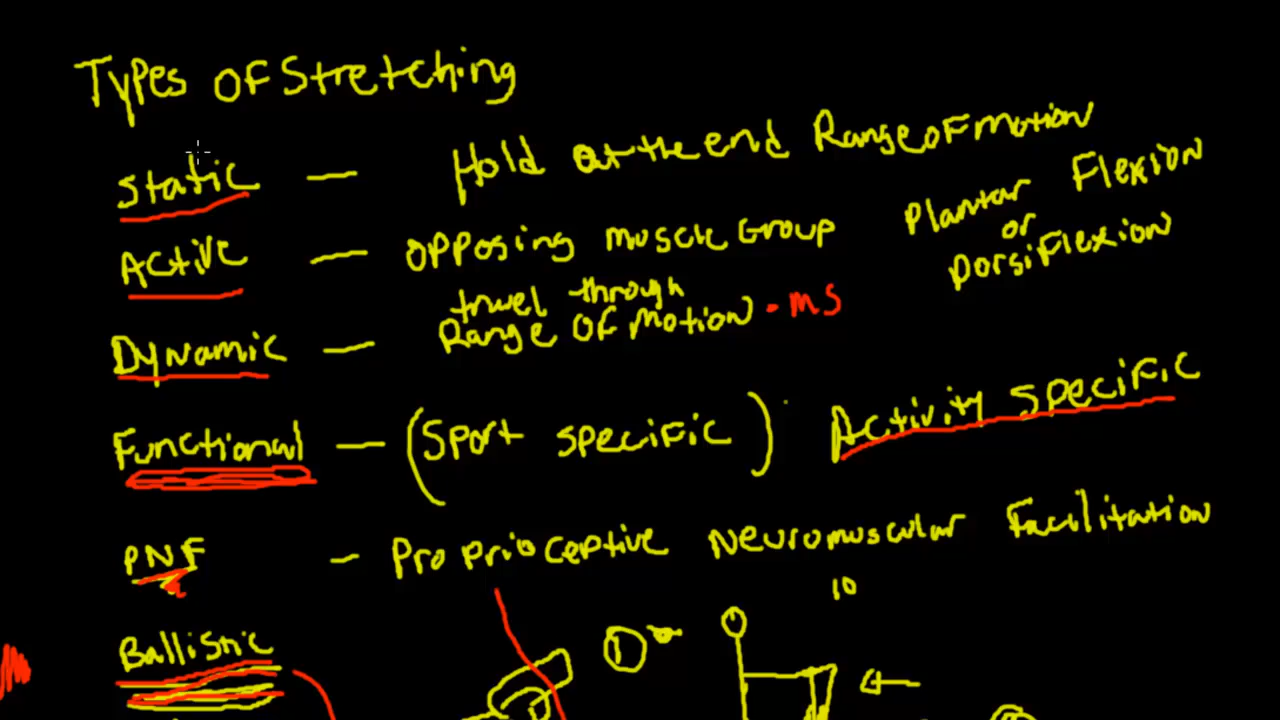 Types of Stretching
Static — Hold at the end Range of Motion
Active — Opposing muscle Group
Plantar Flexion
or
Dorsiflexion
travel through
Dynamic — Range of Motion • MS
Functional — (Sport specific) Activity Specific
PNF - Proprioceptive Neuromuscular Facilitation
10
Ballistic
1